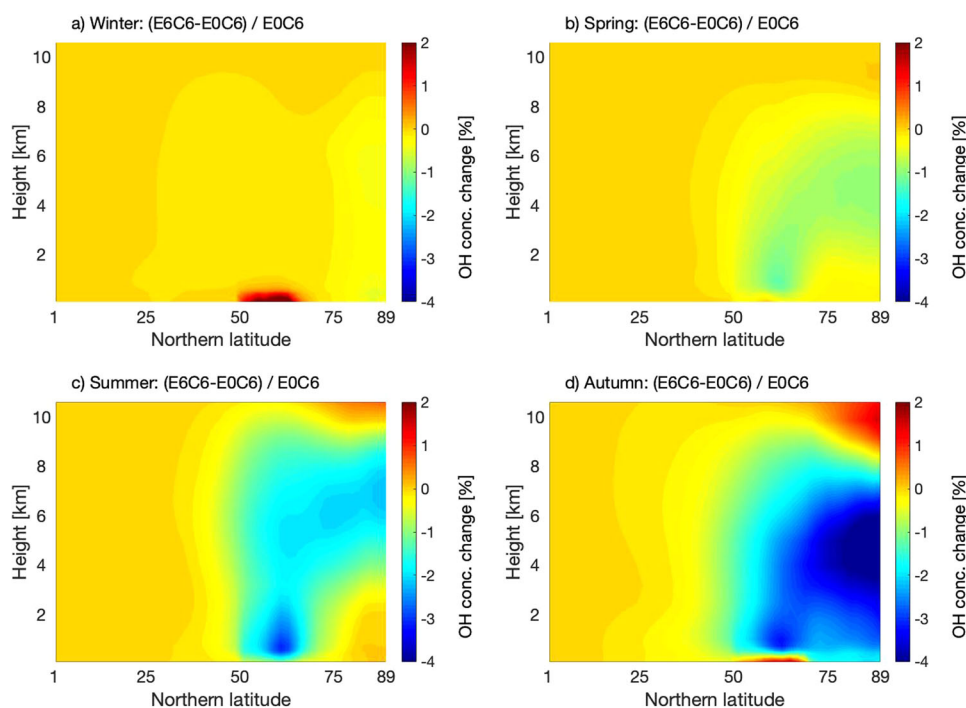 a) Winter: (E6C6-E0C6) / E0C6
10
8
6
4
2
Height [km]
1 25 50 75 89
Northern latitude
2
1
0
-1
-2
-3
-4
OH conc. change [%]
b) Spring: (E6C6-E0C6) / E0C6
10
8
6
4
2
Height [km]
1 25 50 75 89
Northern latitude
2
1
0
-1
-2
-3
-4
OH conc. change [%]
c) Summer: (E6C6-E0C6) / E0C6
10
8
6
4
2
Height [km]
1 25 50 75 89
Northern latitude
2
1
0
-1
-2
-3
-4
OH conc. change [%]
d) Autumn: (E6C6-E0C6) / E0C6
10
8
6
4
2
Height [km]
1 25 50 75 89
Northern latitude
2
1
0
-1
-2
-3
-4
OH conc. change [%]